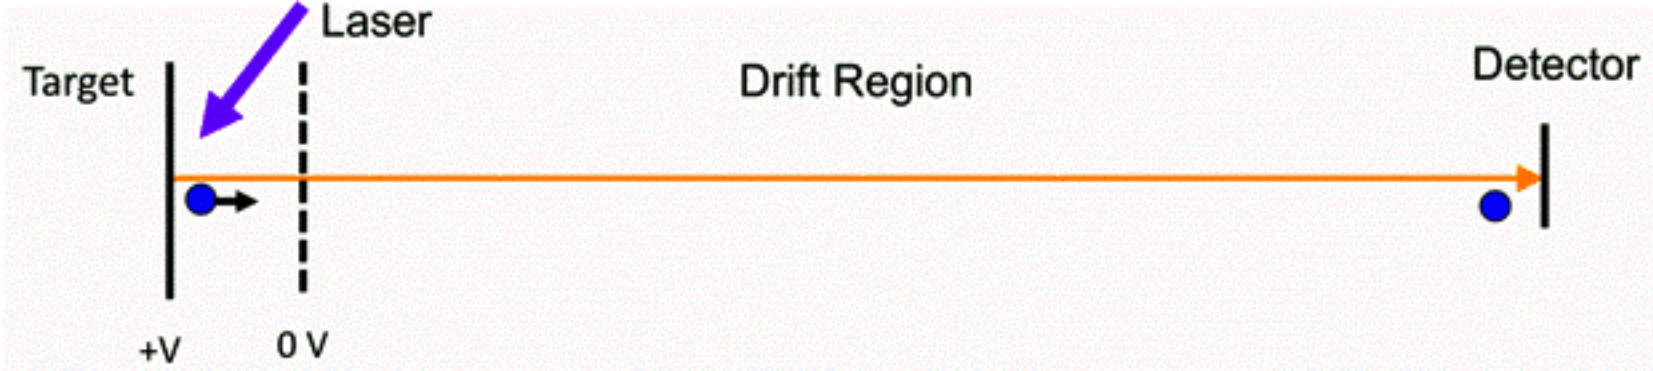 Laser
Target
Drift Region
Detector
+V
0 V